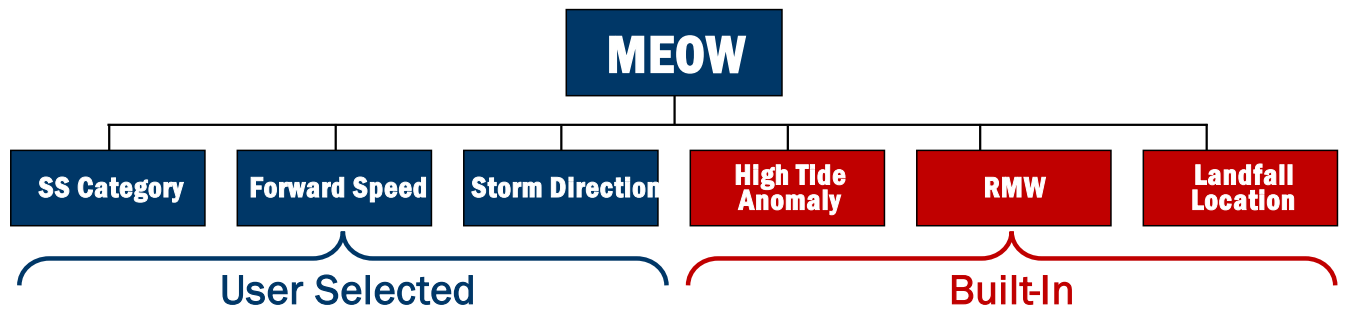 MEOW
SS Category
Forward Speed
Storm Direction
High Tide
Anomaly
RMW
Landfall
Location
User Selected
Built-In